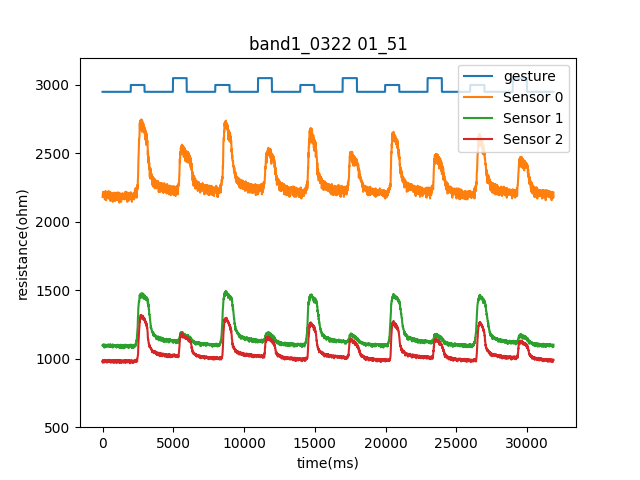 band1_0322 01_51
gesture
Sensor 0
Sensor 1
Sensor 2
3000
2500
2000
1500
1000
500
resistance(ohm)
0
5000
10000
15000
20000
25000
30000
time(ms)